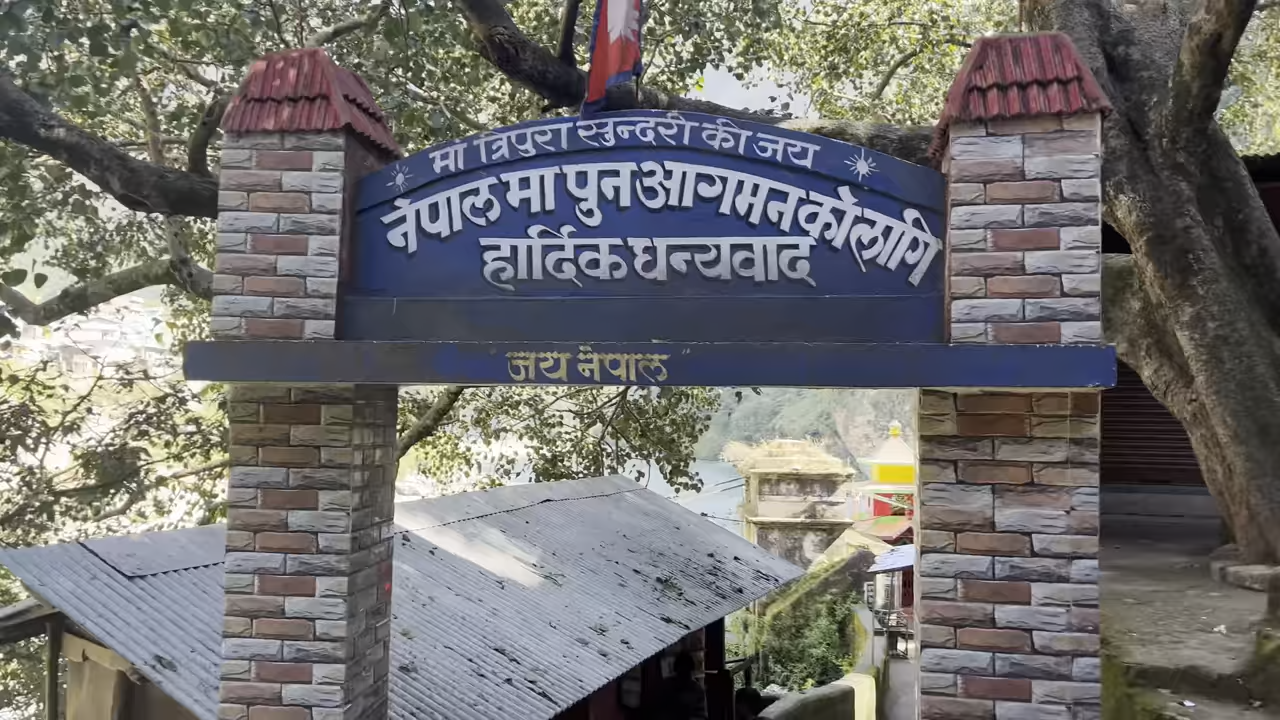 माँ त्रिपुरा सुन्दरी की जय
नेपाल मा पुन आगमन को लागि
हार्दिक धन्यवाद
"जय नेपाल"